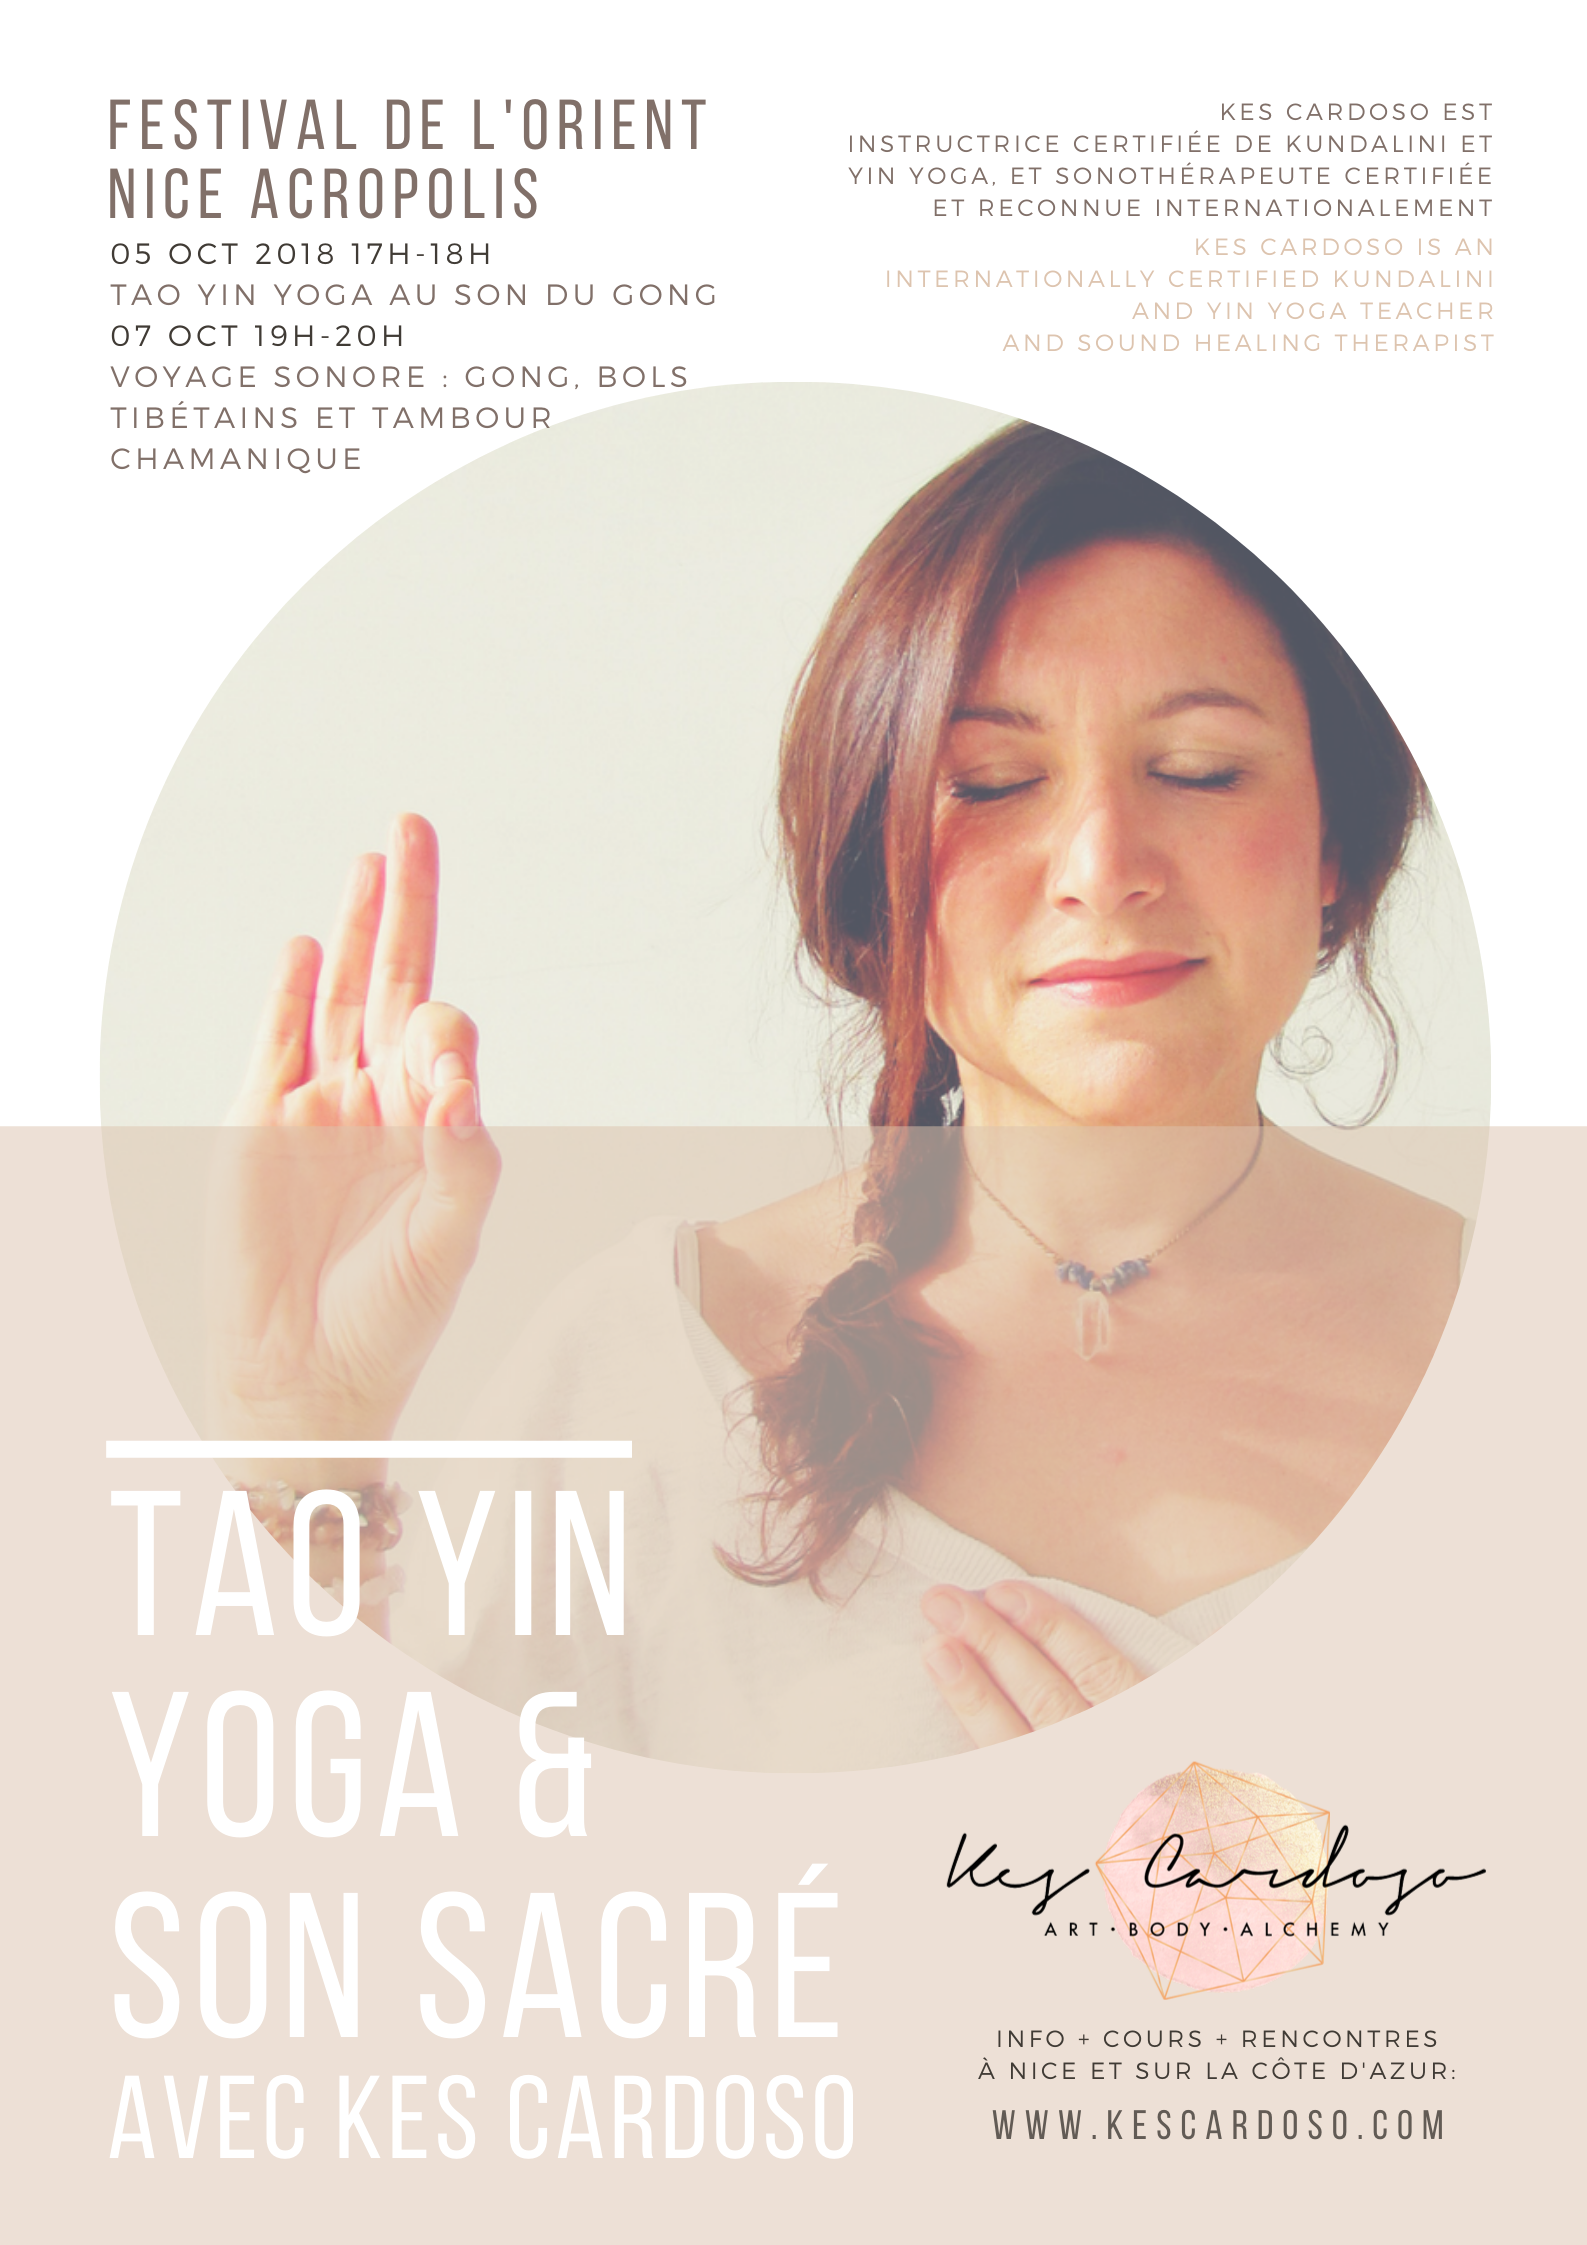 FESTIVAL DE L'ORIENT
NICE ACROPOLIS
05 OCT 2018 17H-18H
TAO YIN YOGA AU SON DU GONG
07 OCT 19H-20H
VOYAGE SONORE : GONG, BOLS
TIBÉTAINS ET TAMBOUR
CHAMANIQUE
KES CARDOSO EST
INSTRUCTRICE CERTIFIÉE DE KUNDALINI ET
YIN YOGA, ET SONOTHÉRAPEUTE CERTIFIÉE
ET RECONNUE INTERNATIONALEMENT
KES CARDOSO IS AN
INTERNATIONALLY CERTIFIED KUNDALINI
AND YIN YOGA TEACHER
AND SOUND HEALING THERAPIST
TAO YIN
YOGA &
SON SACRÉ
AVEC KES CARDOSO
Kes Cardoso
ART·BODY·ALCHEMY
INFO + COURS + RENCONTRES
À NICE ET SUR LA CÔTE D'AZUR:
WWW.KESCARDOSO.COM